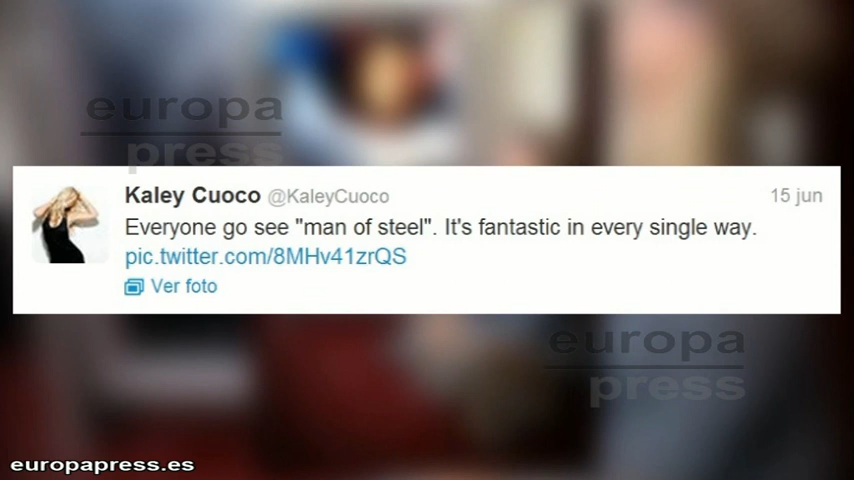 europa
press
Kaley Cuoco @KaleyCuoco 15 jun
Everyone go see "man of steel". It's fantastic in every single way.
pic.twitter.com/8MHv41zrQS
Ver foto
europa
press
europapress.es